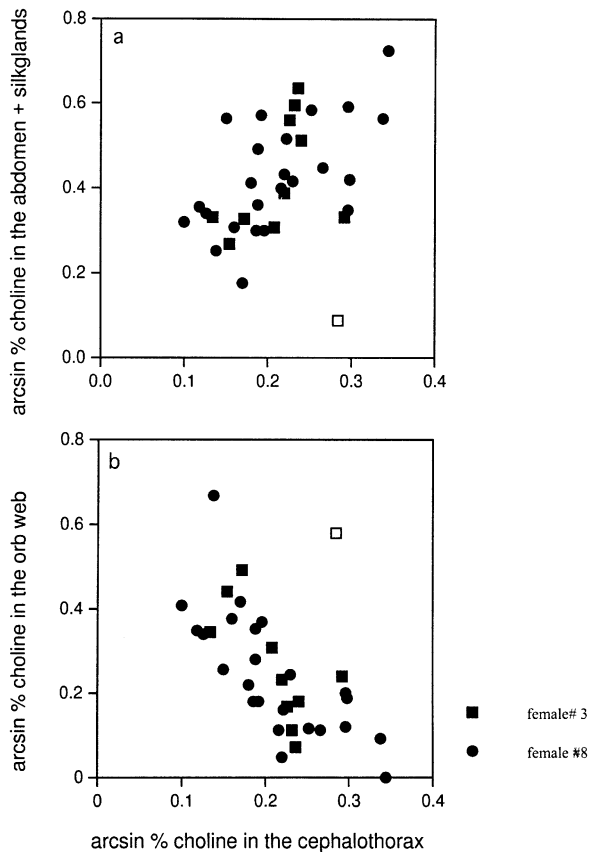 0.8
a
0.6
0.4
0.2
0.0
arcsin % choline in the abdomen + silkglands
0.0 0.1 0.2 0.3 0.4
0.8
b
0.6
0.4
0.2
0
arcsin % choline in the orb web
0 0.1 0.2 0.3 0.4
arcsin % choline in the cephalothorax
female# 3
female #8